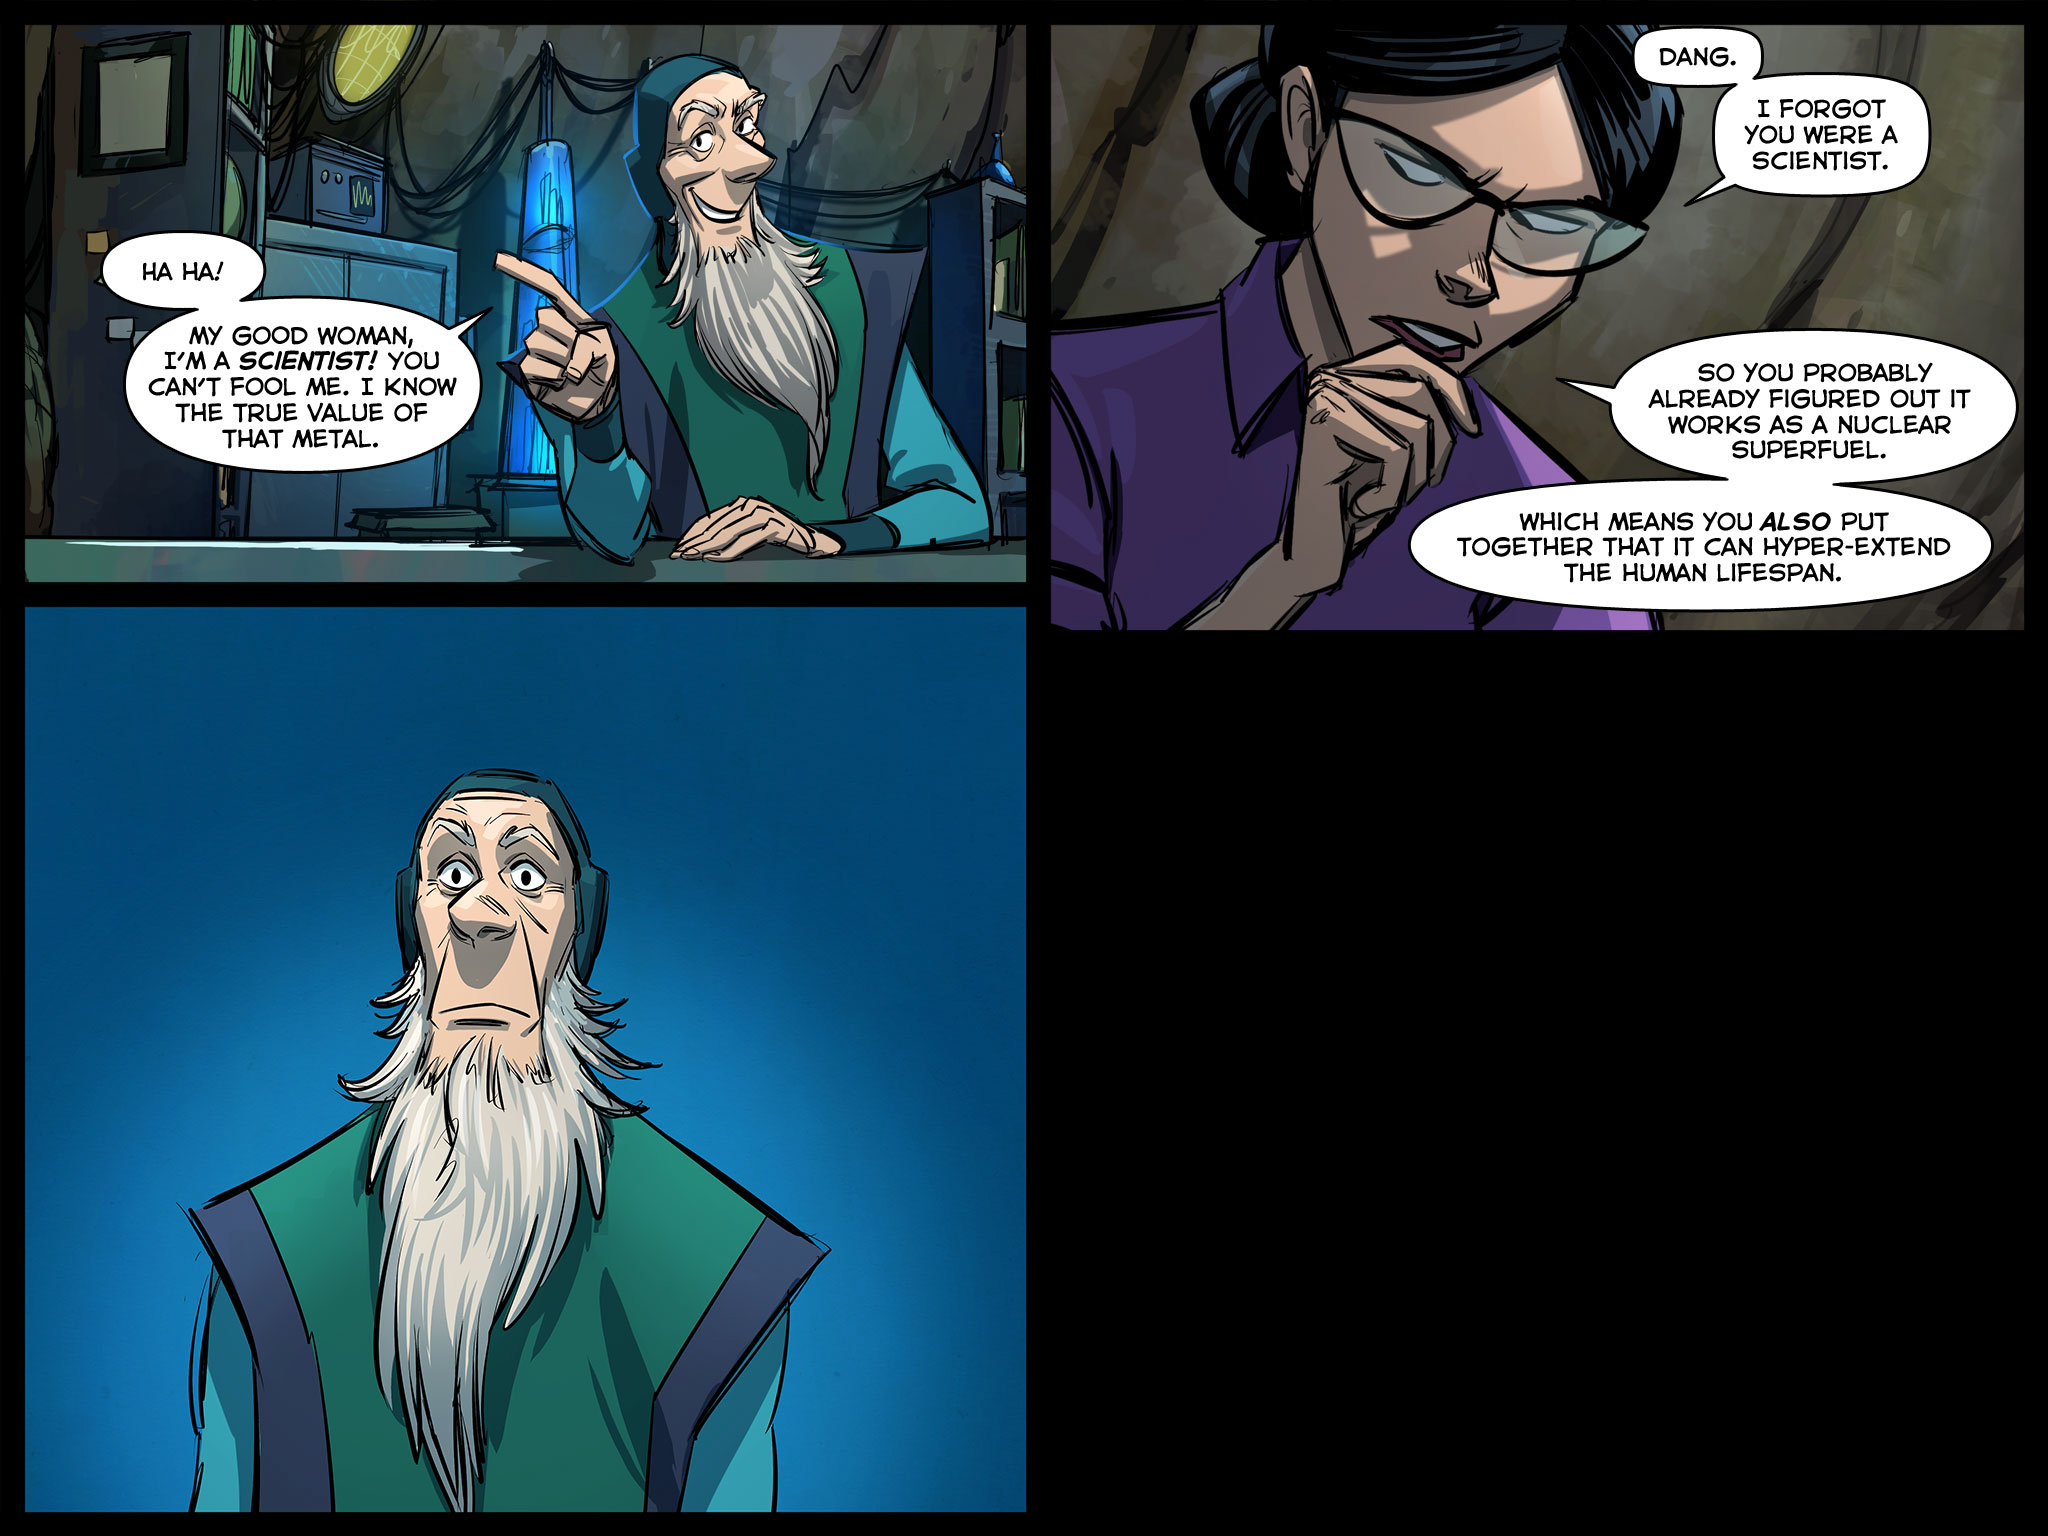 HA HA!
MY GOOD WOMAN,
I'M A SCIENTIST! YOU
CAN'T FOOL ME. I KNOW
THE TRUE VALUE OF
THAT METAL.
DANG.
I FORGOT
YOU WERE A
SCIENTIST.
SO YOU PROBABLY
ALREADY FIGURED OUT IT
WORKS AS A NUCLEAR
SUPERFUEL.
WHICH MEANS YOU ALSO PUT
TOGETHER THAT IT CAN HYPER-EXTEND
THE HUMAN LIFESPAN.